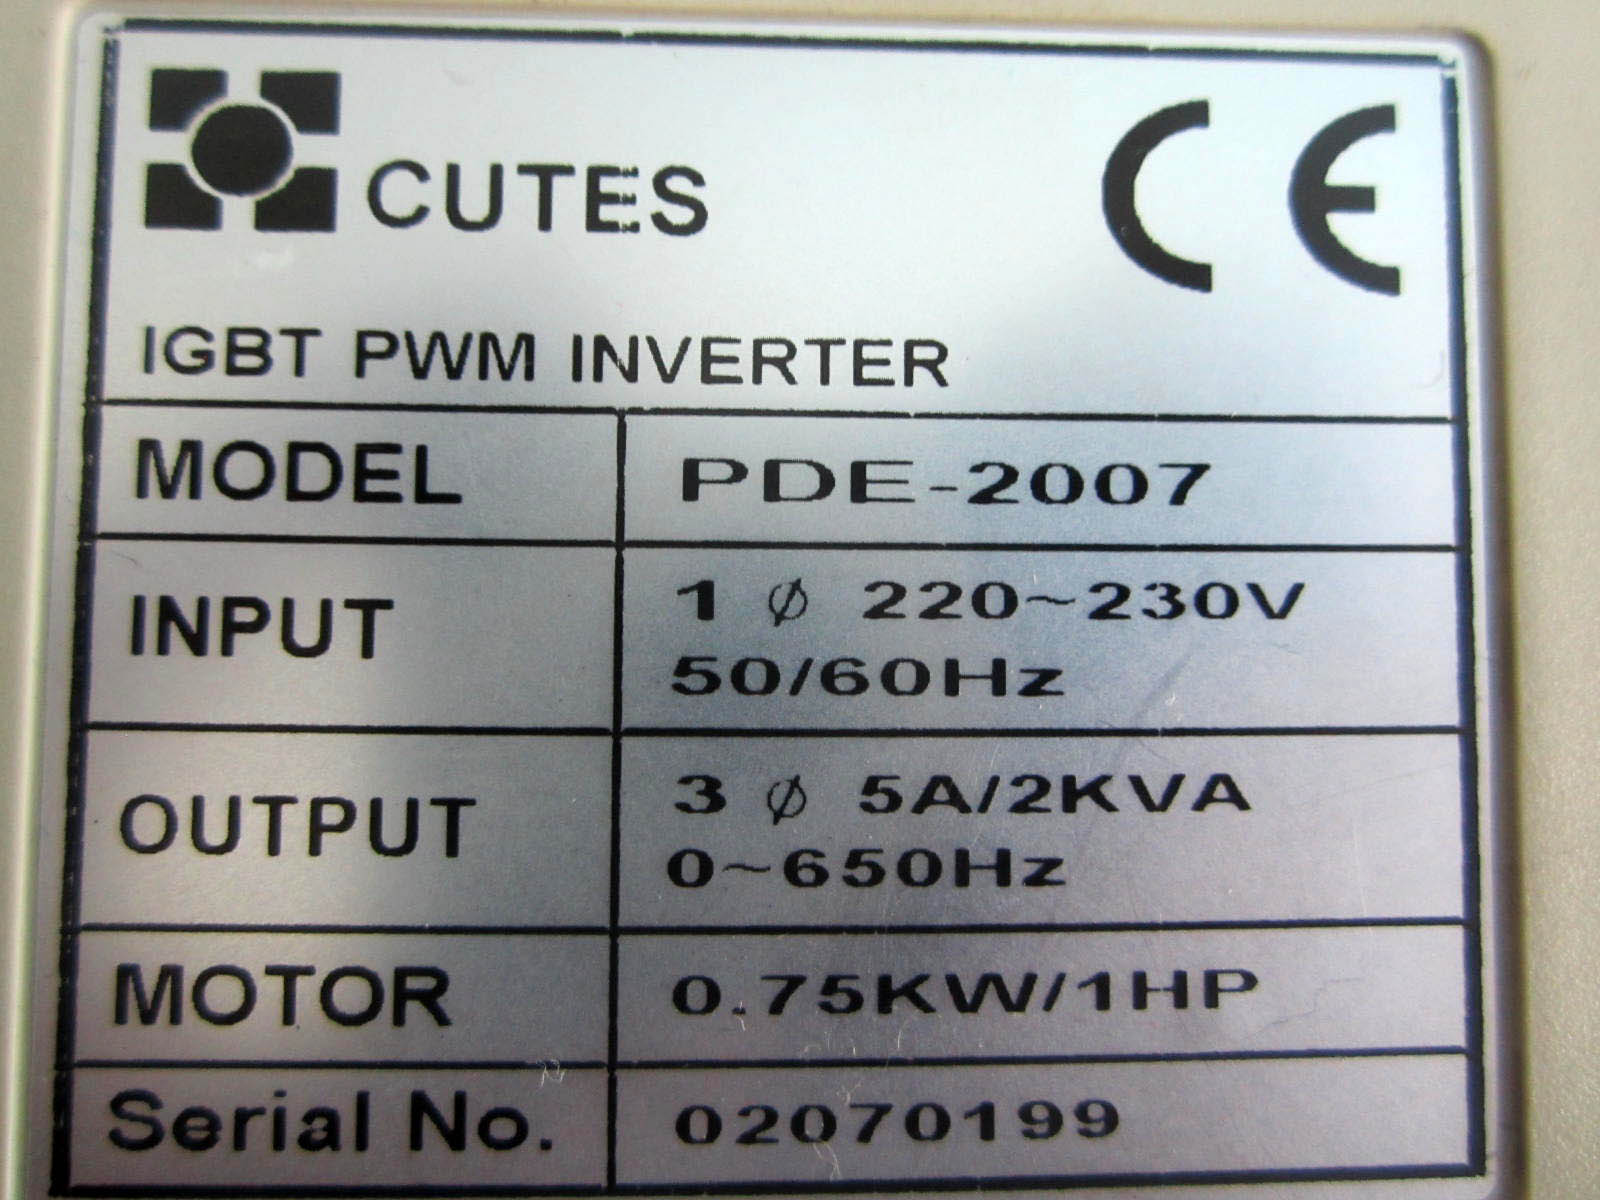 CUTES
CE
IGBT PWM INVERTER
MODEL PDE-2007
INPUT 1 ϕ 220~230V
50/60Hz
OUTPUT 3 ϕ 5A/2KVA
0~650Hz
MOTOR 0.75KW/1HP
Serial No. 02070199